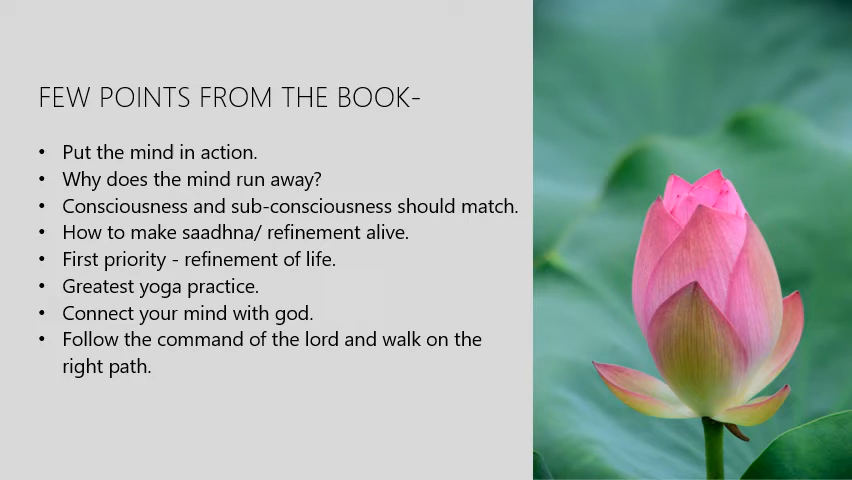 FEW POINTS FROM THE BOOK-
• Put the mind in action.
• Why does the mind run away?
• Consciousness and sub-consciousness should match.
• How to make saadhna/ refinement alive.
• First priority - refinement of life.
• Greatest yoga practice.
• Connect your mind with god.
• Follow the command of the lord and walk on the
right path.